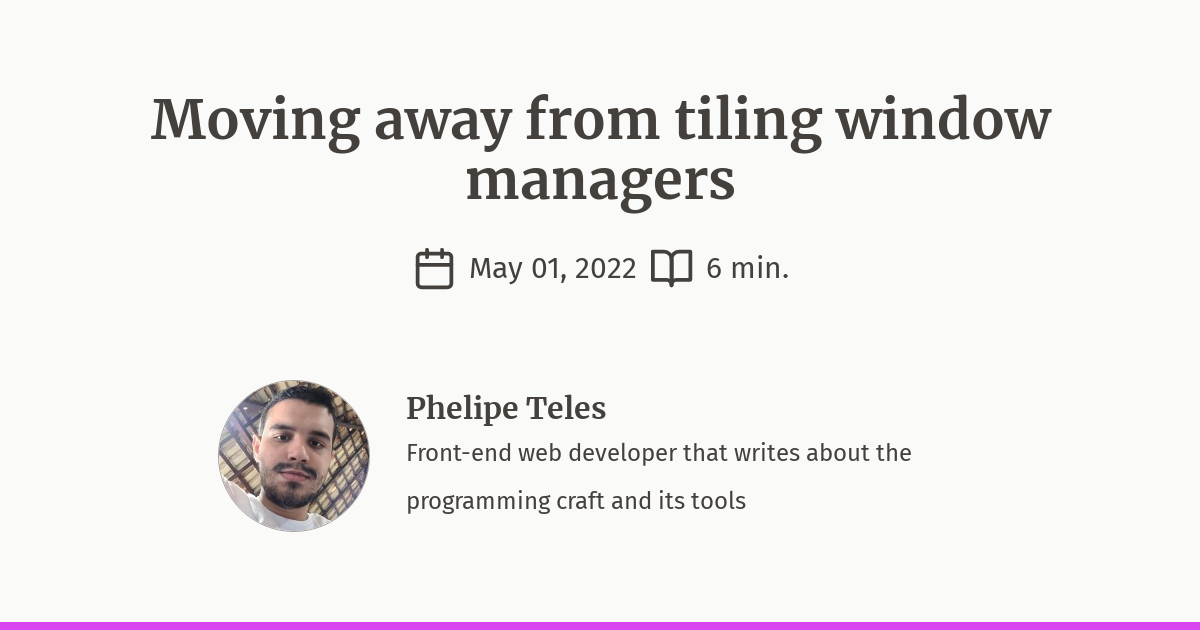 Moving away from tiling window
managers
May 01, 2022 6 min.
Phelipe Teles
Front-end web developer that writes about the
programming craft and its tools